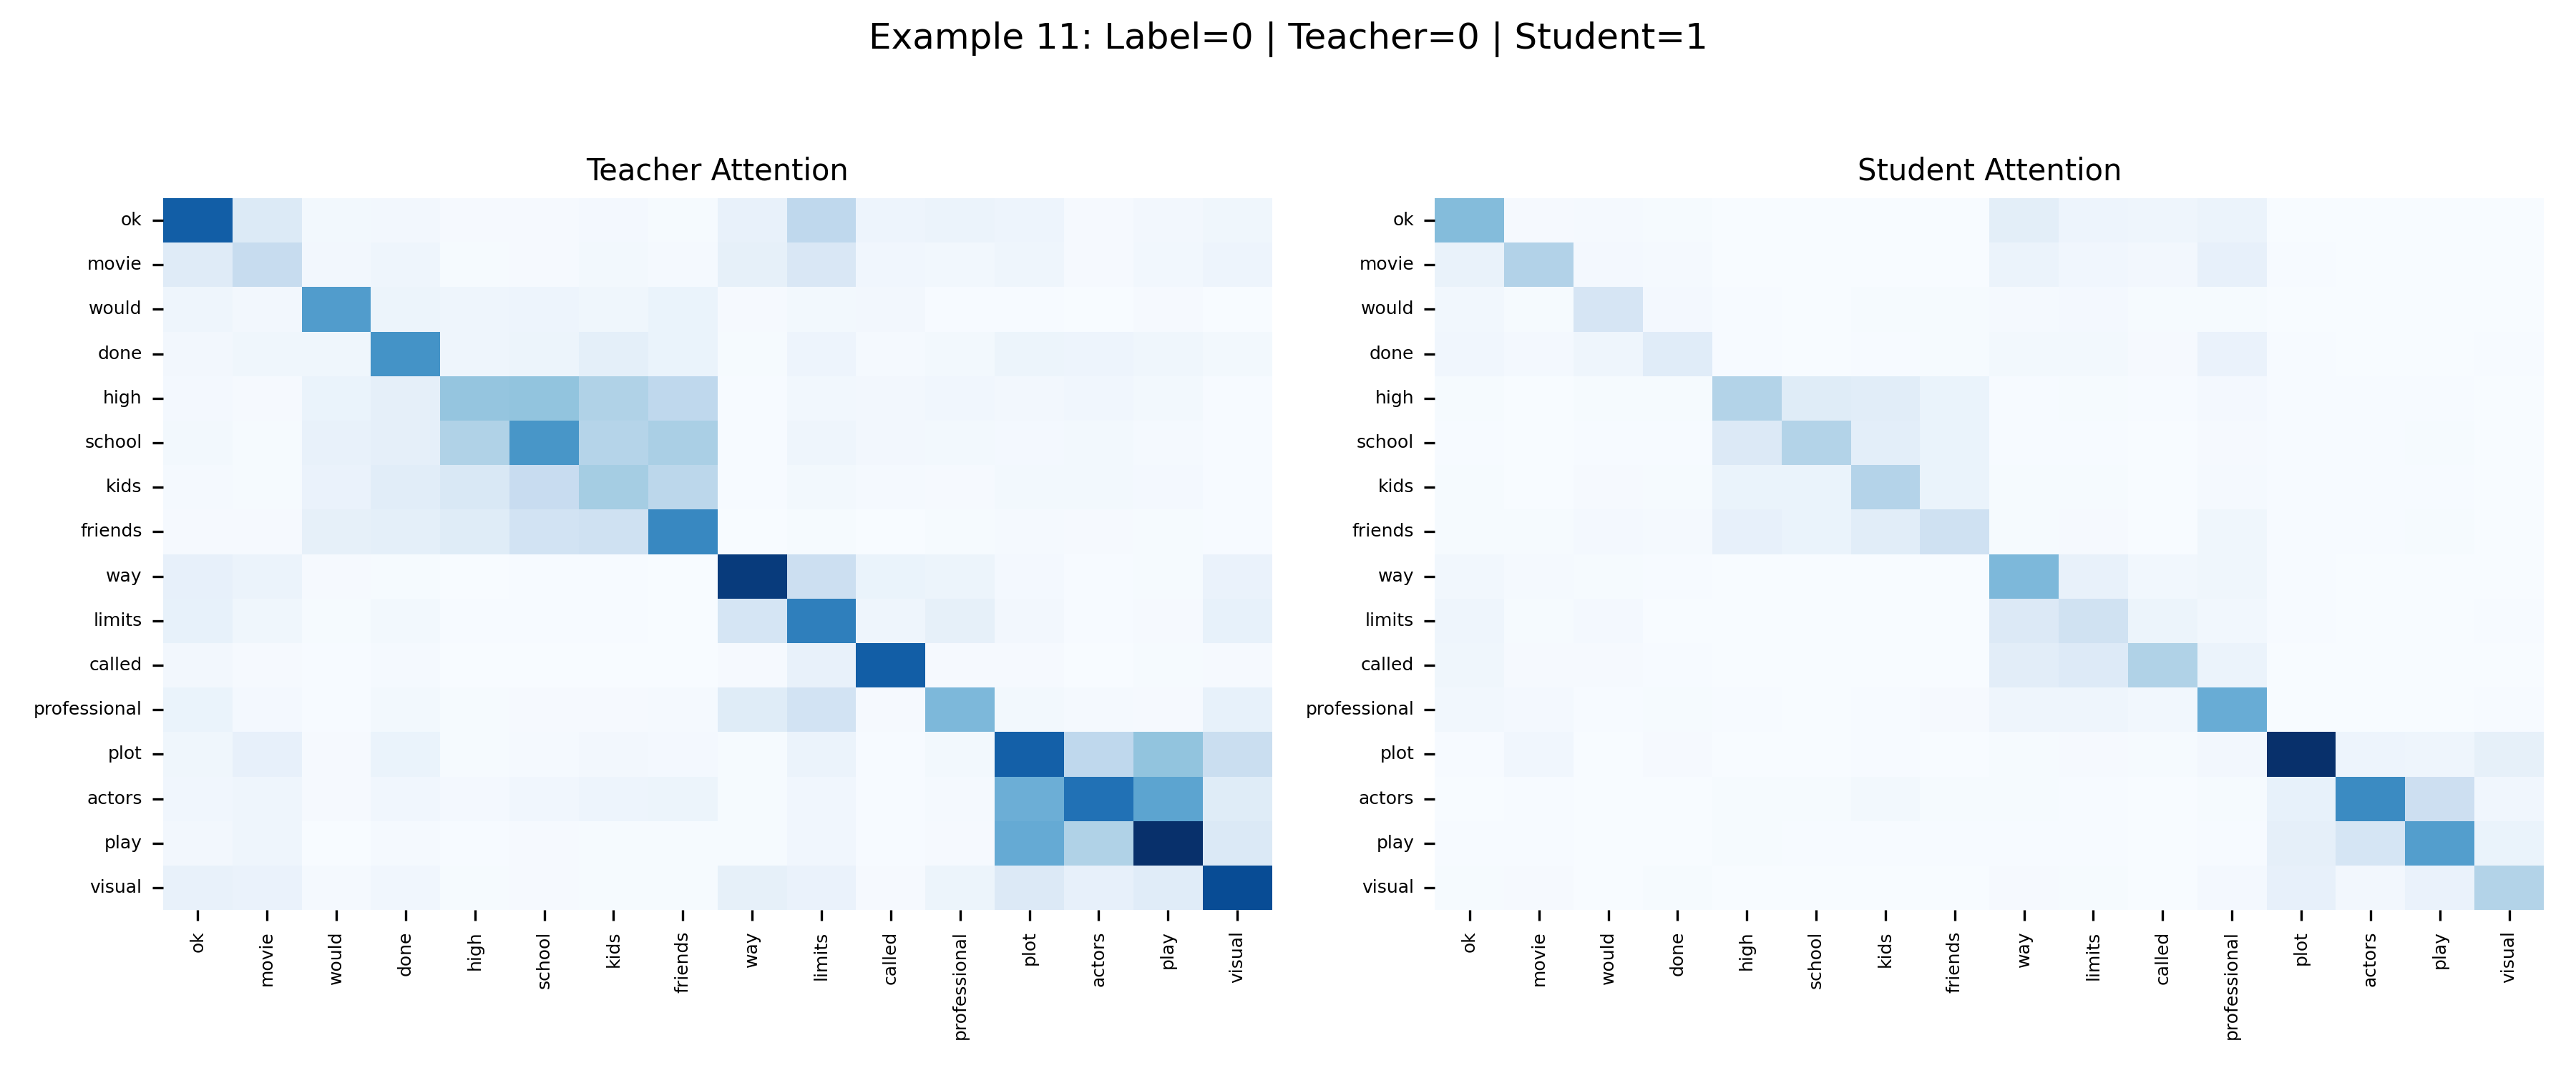 Example 11: Label=0 | Teacher=0 | Student=1
Teacher Attention
ok
movie
would
done
high
school
kids
friends
way
limits
called
professional
plot
actors
play
visual
ok movie would done high school kids friends way limits called professional plot actors play visual
Student Attention
ok
movie
would
done
high
school
kids
friends
way
limits
called
professional
plot
actors
play
visual
ok movie would done high school kids friends way limits called professional plot actors play visual